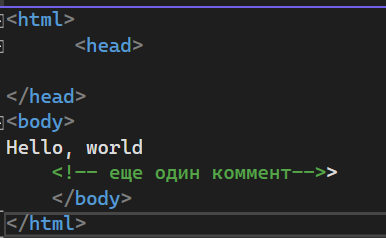 <html>
<head>
</head>
<body>
Hello, world
<!-- еще один коммент-->>
</body>
</html>